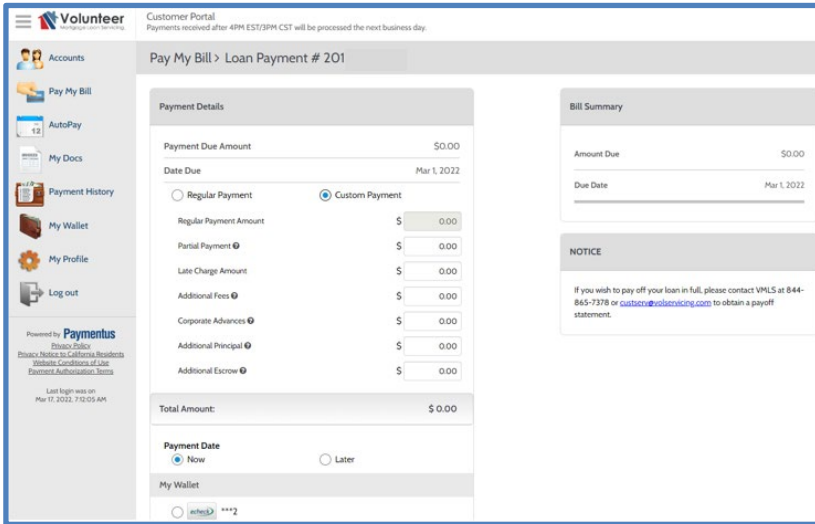 Volunteer
Mortgage Loan Servicing
Customer Portal
Payments received after 4PM EST/3PM CST will be processed the next business day.
Accounts
Pay My Bill
12
AutoPay
My Docs
Payment History
My Wallet
My Profile
Log out
Powered by Paymentus
Privacy Policy
Privacy Notice to California Residents
Website Conditions of Use
Payment Authorization Terms
Last login was on
Mar 17, 2022, 7:12:05 AM
Pay My Bill > Loan Payment # 201
Payment Details
Payment Due Amount $0.00
Date Due Mar 1, 2022
Regular Payment Custom Payment
Regular Payment Amount $ 0.00
Partial Payment ? $ 0.00
Late Charge Amount $ 0.00
Additional Fees ? $ 0.00
Corporate Advances ? $ 0.00
Additional Principal ? $ 0.00
Additional Escrow ? $ 0.00
Total Amount: $ 0.00
Payment Date
Now Later
My Wallet
echeck ***2
Bill Summary
Amount Due $0.00
Due Date Mar 1, 2022
NOTICE
If you wish to pay off your loan in full, please contact VMLS at 844-
865-7378 or custserv@volservicing.com to obtain a payoff
statement.